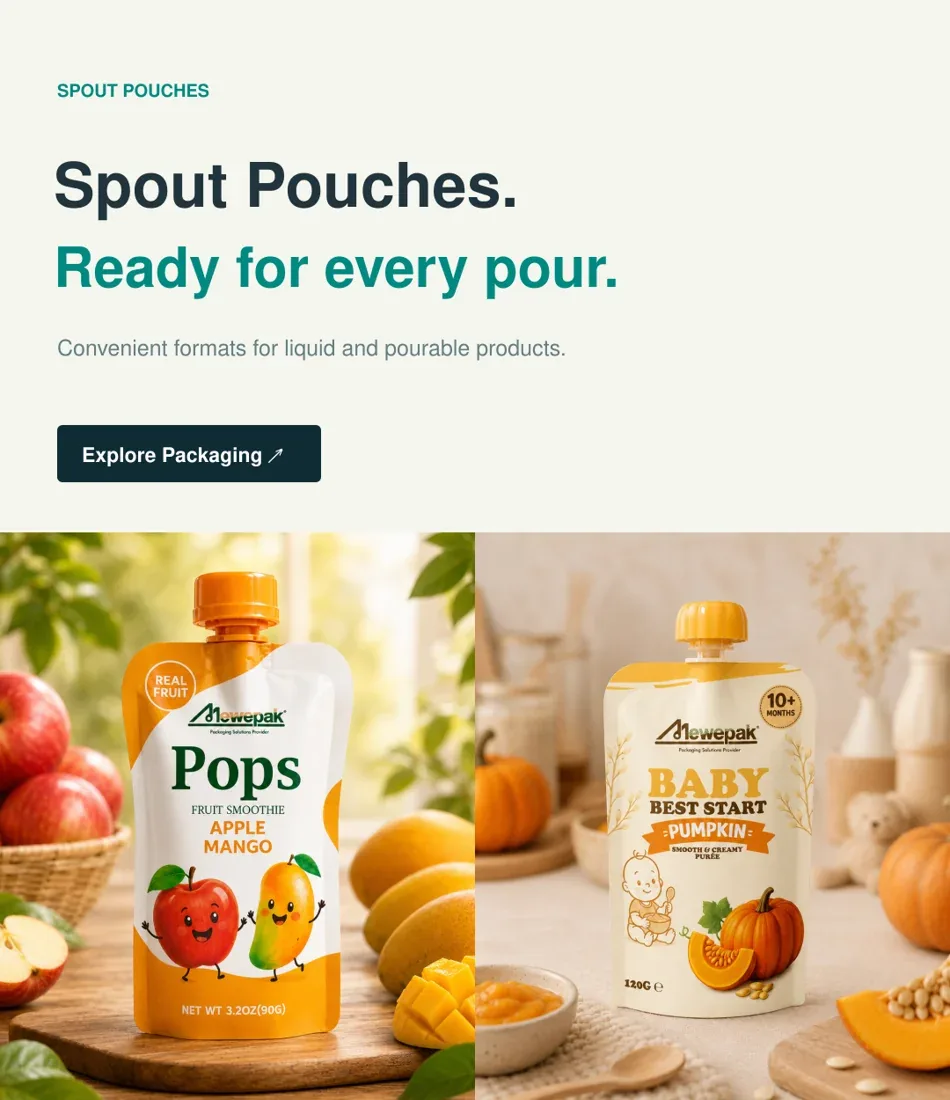 SPOUT POUCHES
Spout Pouches.
Ready for every pour.
Convenient formats for liquid and pourable products.
Explore Packaging ↗
REAL
FRUIT
Mewepak®
Packaging Solutions Provider
Pops
FRUIT SMOOTHIE
APPLE
MANGO
NET WT 3.2OZ(90G)
10+
MONTHS
Mewepak®
Packaging Solutions Provider
BABY
BEST START
PUMPKIN
SMOOTH & CREAMY
PURÉE
120G ℮